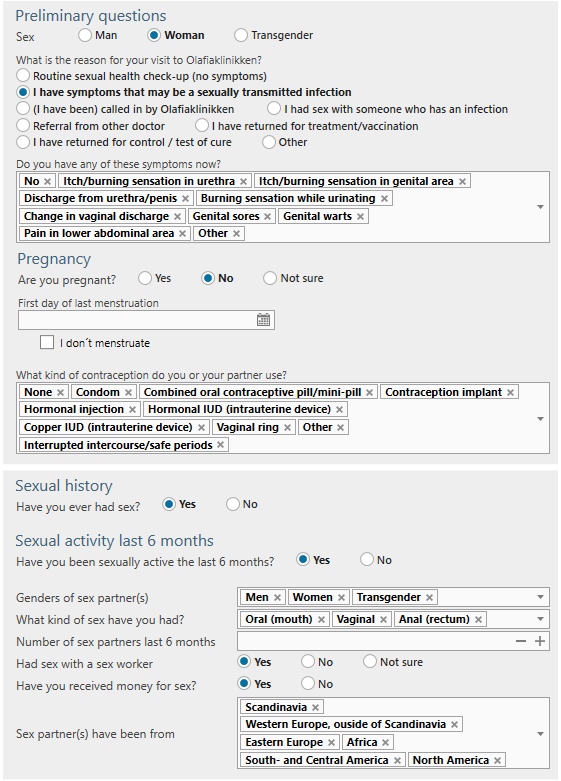 Preliminary questions
Sex Man Woman Transgender
What is the reason for your visit to Olafiaklinikken?
Routine sexual health check-up (no symptoms)
I have symptoms that may be a sexually transmitted infection
(I have been) called in by Olafiaklinikken I had sex with someone who has an infection
Referral from other doctor I have returned for treatment/vaccination
I have returned for control / test of cure Other
Do you have any of these symptoms now?
No × Itch/burning sensation in urethra × Itch/burning sensation in genital area ×
Discharge from urethra/penis × Burning sensation while urinating ×
Change in vaginal discharge × Genital sores × Genital warts ×
Pain in lower abdominal area × Other ×
Pregnancy
Are you pregnant? Yes No Not sure
First day of last menstruation
I don´t menstruate
What kind of contraception do you or your partner use?
None × Condom × Combined oral contraceptive pill/mini-pill × Contraception implant ×
Hormonal injection × Hormonal IUD (intrauterine device) ×
Copper IUD (intrauterine device) × Vaginal ring × Other ×
Interrupted intercourse/safe periods ×
Sexual history
Have you ever had sex? Yes No
Sexual activity last 6 months
Have you been sexually active the last 6 months? Yes No
Genders of sex partner(s) Men × Women × Transgender ×
What kind of sex have you had? Oral (mouth) × Vaginal × Anal (rectum) ×
Number of sex partners last 6 months − +
Had sex with a sex worker Yes No Not sure
Have you received money for sex? Yes No
Sex partner(s) have been from Scandinavia ×
Western Europe, ouside of Scandinavia ×
Eastern Europe × Africa ×
South- and Central America × North America ×